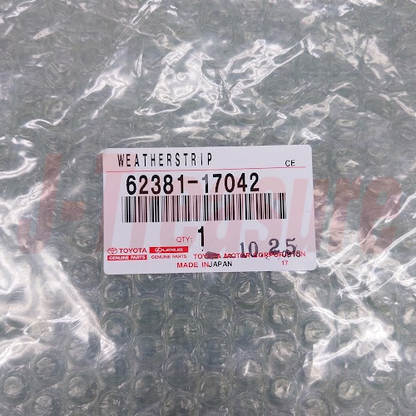 WEATHERSTRIP
CE
62381-17042
QTY: 1
10.25
TOYOTA LEXUS
GENUINE PARTS GENUINE PARTS
TOYOTA MOTOR CORPORATION
MADE IN JAPAN 17